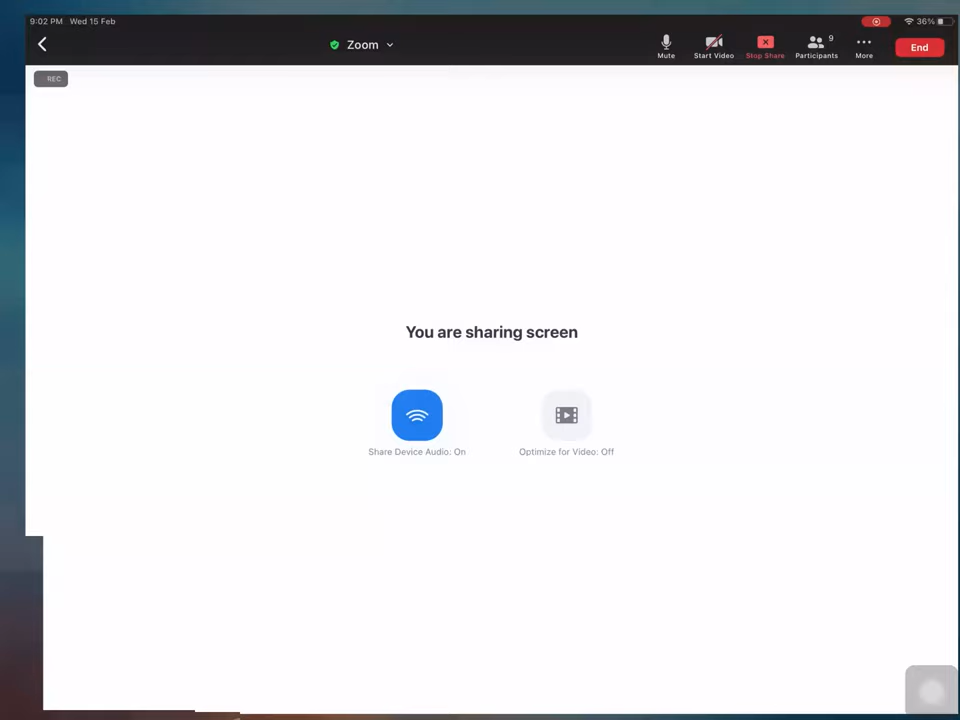 9:02 PM Wed 15 Feb
36%
Zoom
Mute
Start Video
Stop Share
Participants
9
More
End
REC
You are sharing screen
Share Device Audio: On
Optimize for Video: Off